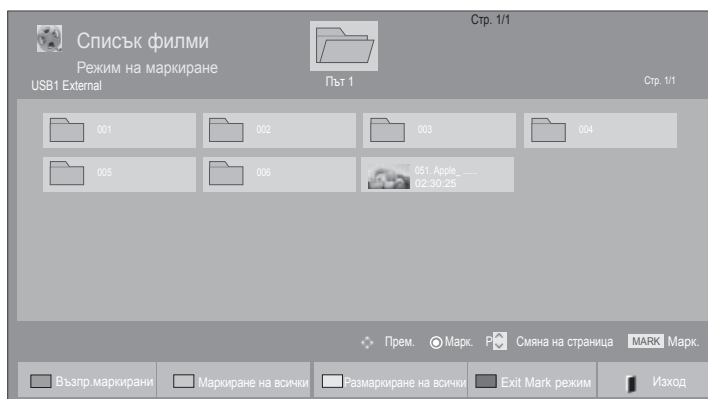 Стр. 1/1
Списък филми
Режим на маркиране
USB1 External
Път 1
Стр. 1/1
001
002
003
004
005
006
051. Apple_ ......
02:30:25
Прем. Марк. P Смяна на страница MARK Марк.
Възпр.маркирани
Маркиране на всички
Размаркиране на всички
Exit Mark режим
Изход